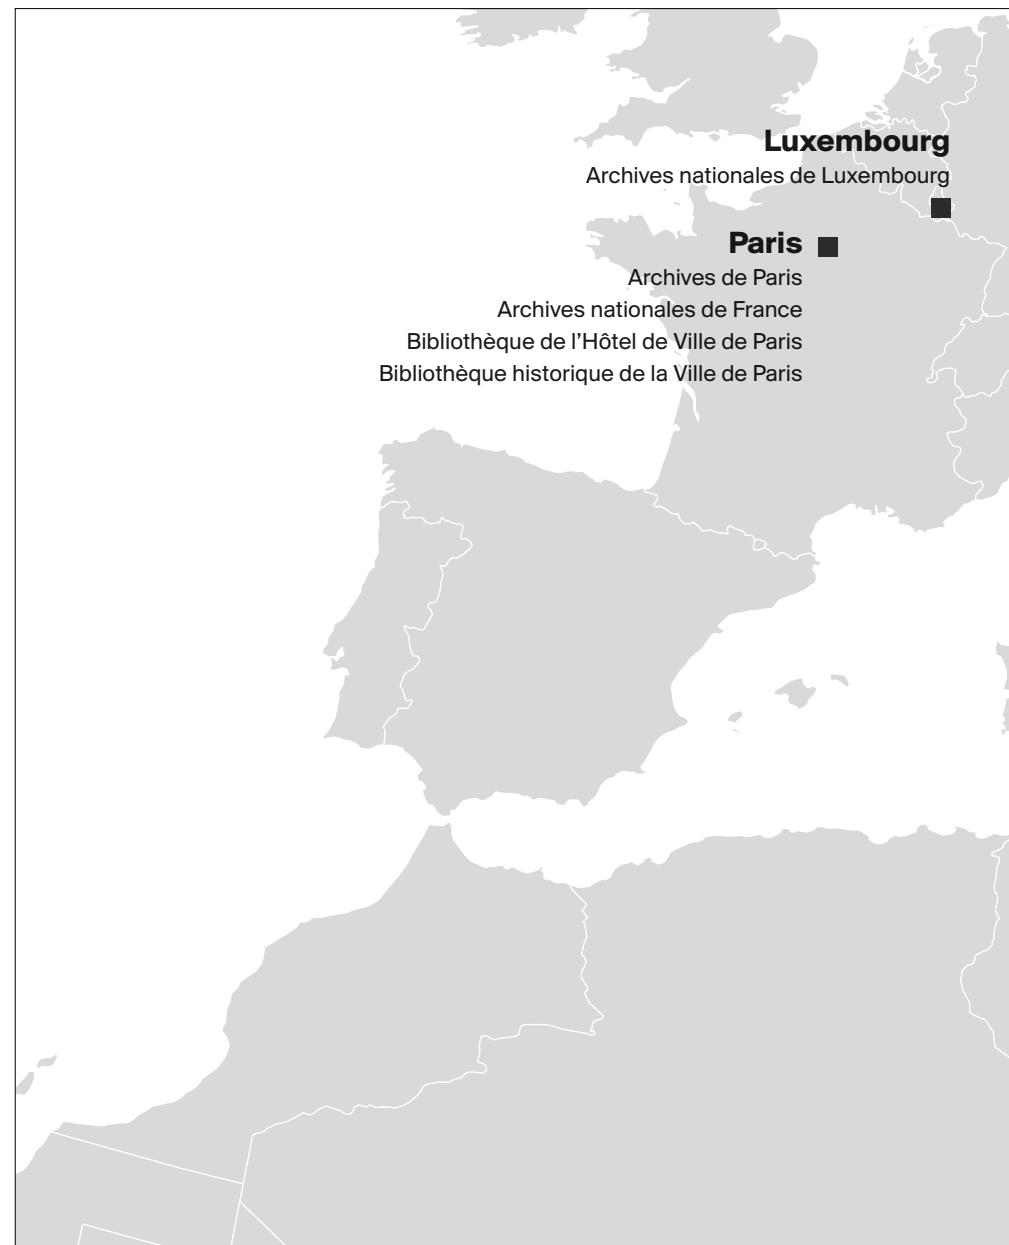 Luxembourg
Archives nationales de Luxembourg
Paris
Archives de Paris
Archives nationales de France
Bibliothèque de l’Hôtel de Ville de Paris
Bibliothèque historique de la Ville de Paris